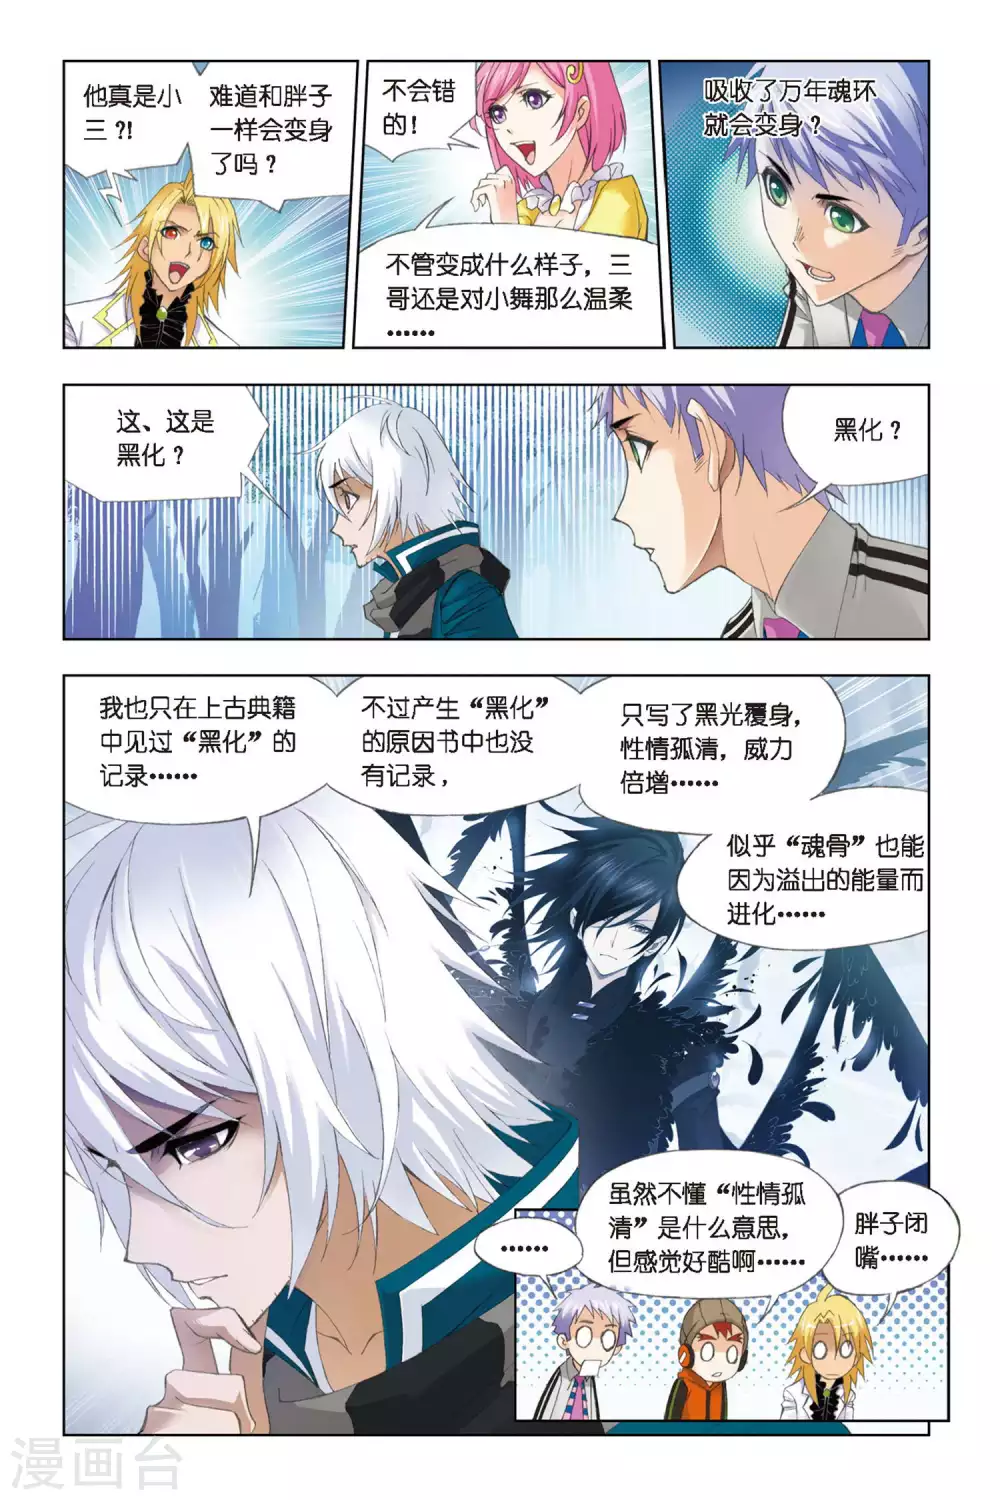 他真是小
三?!
难道和胖子
一样会变身
了吗?
不会错
的!
不管变成什么样子，三
哥还是对小舞那么温柔
……
吸收了万年魂环
就会变身?
这、这是
黑化?
黑化?
我也只在上古典籍
中见过“黑化”的
记录……
不过产生“黑化”
的原因书中也没
有记录，
只写了黑光覆身，
性情孤清，威力
倍增……
似乎“魂骨”也能
因为溢出的能量而
进化……
……
虽然不懂“性情孤
清”是什么意思，
但感觉好酷啊……
胖子闭
嘴……
漫画台